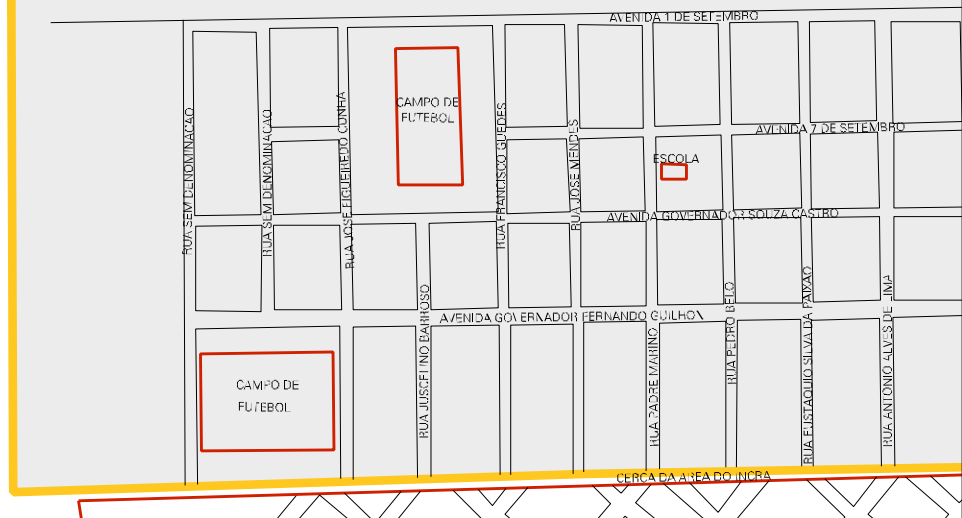 AVENIDA 1 DE SETEMBRO
CAMPO DE
FUTEBOL
AVENIDA 7 DE SETEMBRO
ESCOLA
RUA SEM DENOMINACAO
RUA SEM DENOMINACAO
RUA JOSE FIGUEIREDO CUNHA
RUA FRANCISCO GUEDES
RUA JOSE MENDES
AVENIDA GOVERNADOR SOUZA CASTRO
AVENIDA GOVERNADOR FERNANDO GUILHON
RUA JUSCELINO BARROSO
RUA PADRE MARINO
RUA PEDRO BELO
RUA EUSTAQUIO SILVA DA PAIXAO
RUA ANTONIO ALVES DE LIMA
CAMPO DE
FUTEBOL
CERCA DA AREA DO INCRA